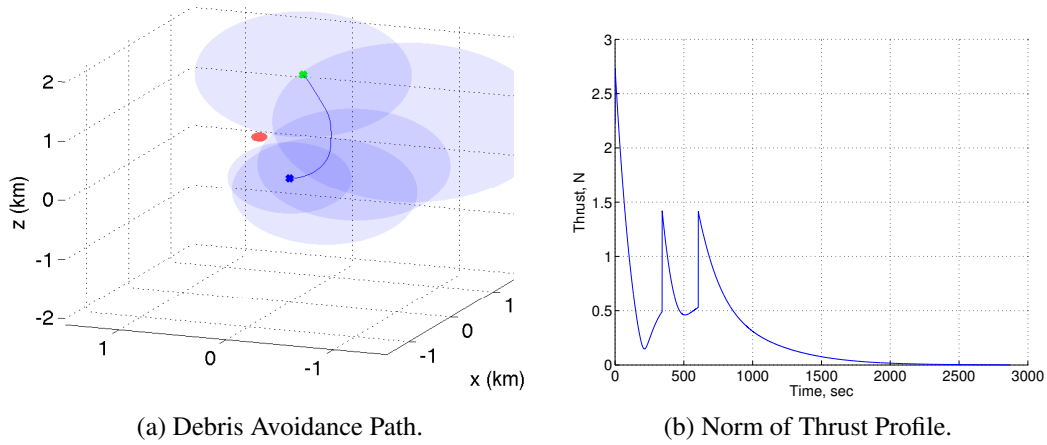 2
1
0
-1
-2
z (km)
1
0
-1
x (km)
1
0
-1
(a) Debris Avoidance Path.
3
2.5
2
1.5
1
0.5
0
Thrust, N
0 500 1000 1500 2000 2500 3000
Time, sec
(b) Norm of Thrust Profile.